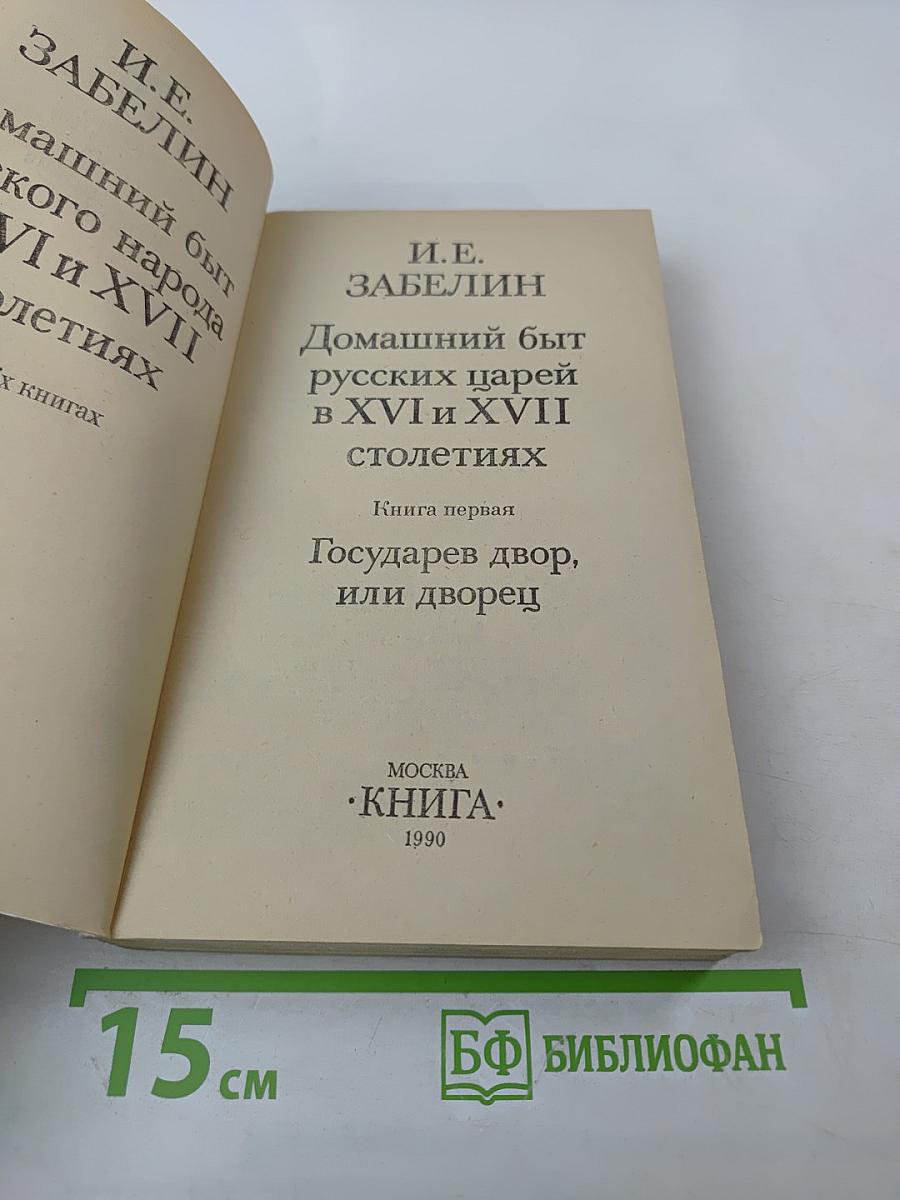 И. Е.
ЗАБЕЛИН
машний быт
ского народа
VI и XVII
олетиях
х книгах
И. Е.
ЗАБЕЛИН
Домашний быт
русских царей
в XVI и XVII
столетиях
Книга первая
Государев двор,
или дворец
МОСКВА
·КНИГА·
1990
15 см
БФ БИБЛИОФАН